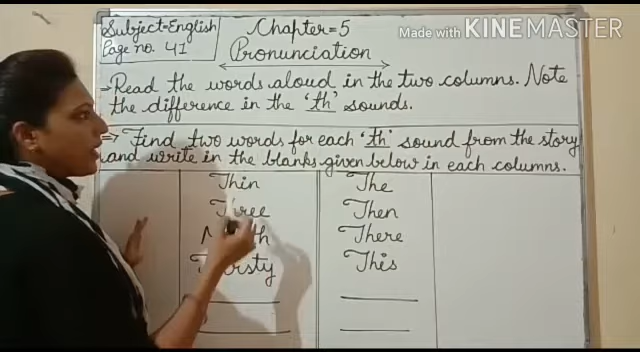 Made with KINEMASTER
Subject=English
Page no. 41
Chapter=5
Pronunciation
→Read the words aloud in the two columns. Note
the difference in the 'th' sounds.
⇒ Find two words for each 'th' sound from the story
and write in the blanks given below in each columns.
Thin The
Three Then
There
Thirsty This